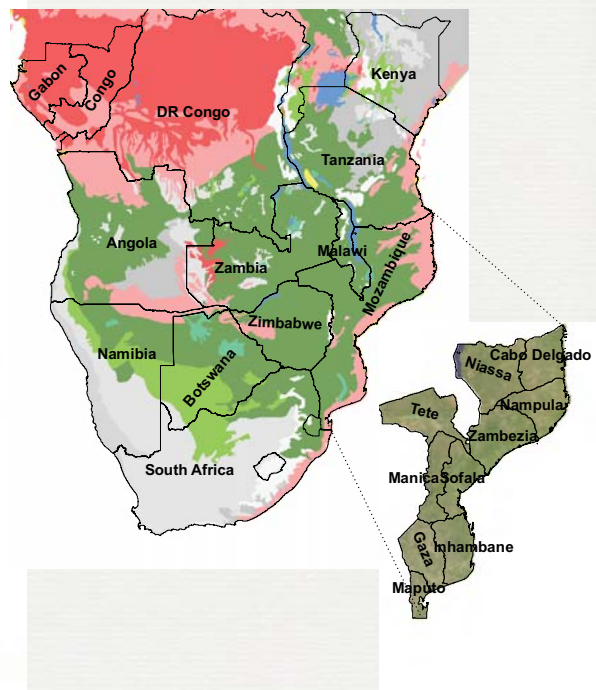 Gabon
Congo
DR Congo
Kenya
Tanzania
Angola
Zambia
Malawi
Mozambique
Namibia
Botswana
Zimbabwe
South Africa
Cabo Delgado
Niassa
Tete
Nampula
Zambezia
Manica
Sofala
Gaza
Inhambane
Maputo